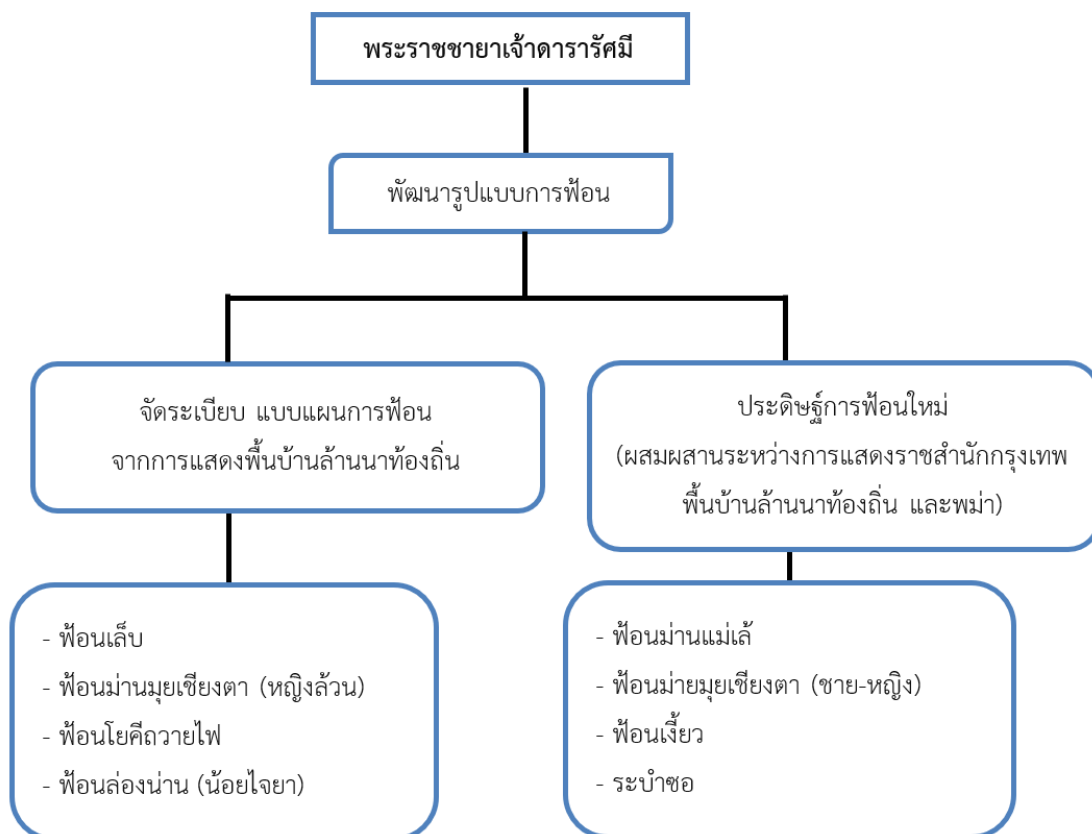 พระราชชายาเจ้าดารารัศมี
พัฒนารูปแบบการฟ้อน
จัดระเบียบ แบบแผนการฟ้อน
จากการแสดงพื้นบ้านล้านนาท้องถิ่น
ประดิษฐ์การฟ้อนใหม่
(ผสมผสานระหว่างการแสดงราชสำนักกรุงเทพ
พื้นบ้านล้านนาท้องถิ่น และพม่า)
- ฟ้อนเล็บ
- ฟ้อนม่านมุยเชียงตา (หญิงล้วน)
- ฟ้อนโยคีถวายไฟ
- ฟ้อนล่องน่าน (น้อยไจยา)
- ฟ้อนม่านแม่เล้
- ฟ้อนม่ายมุยเชียงตา (ชาย-หญิง)
- ฟ้อนเงี้ยว
- ระบำซอ